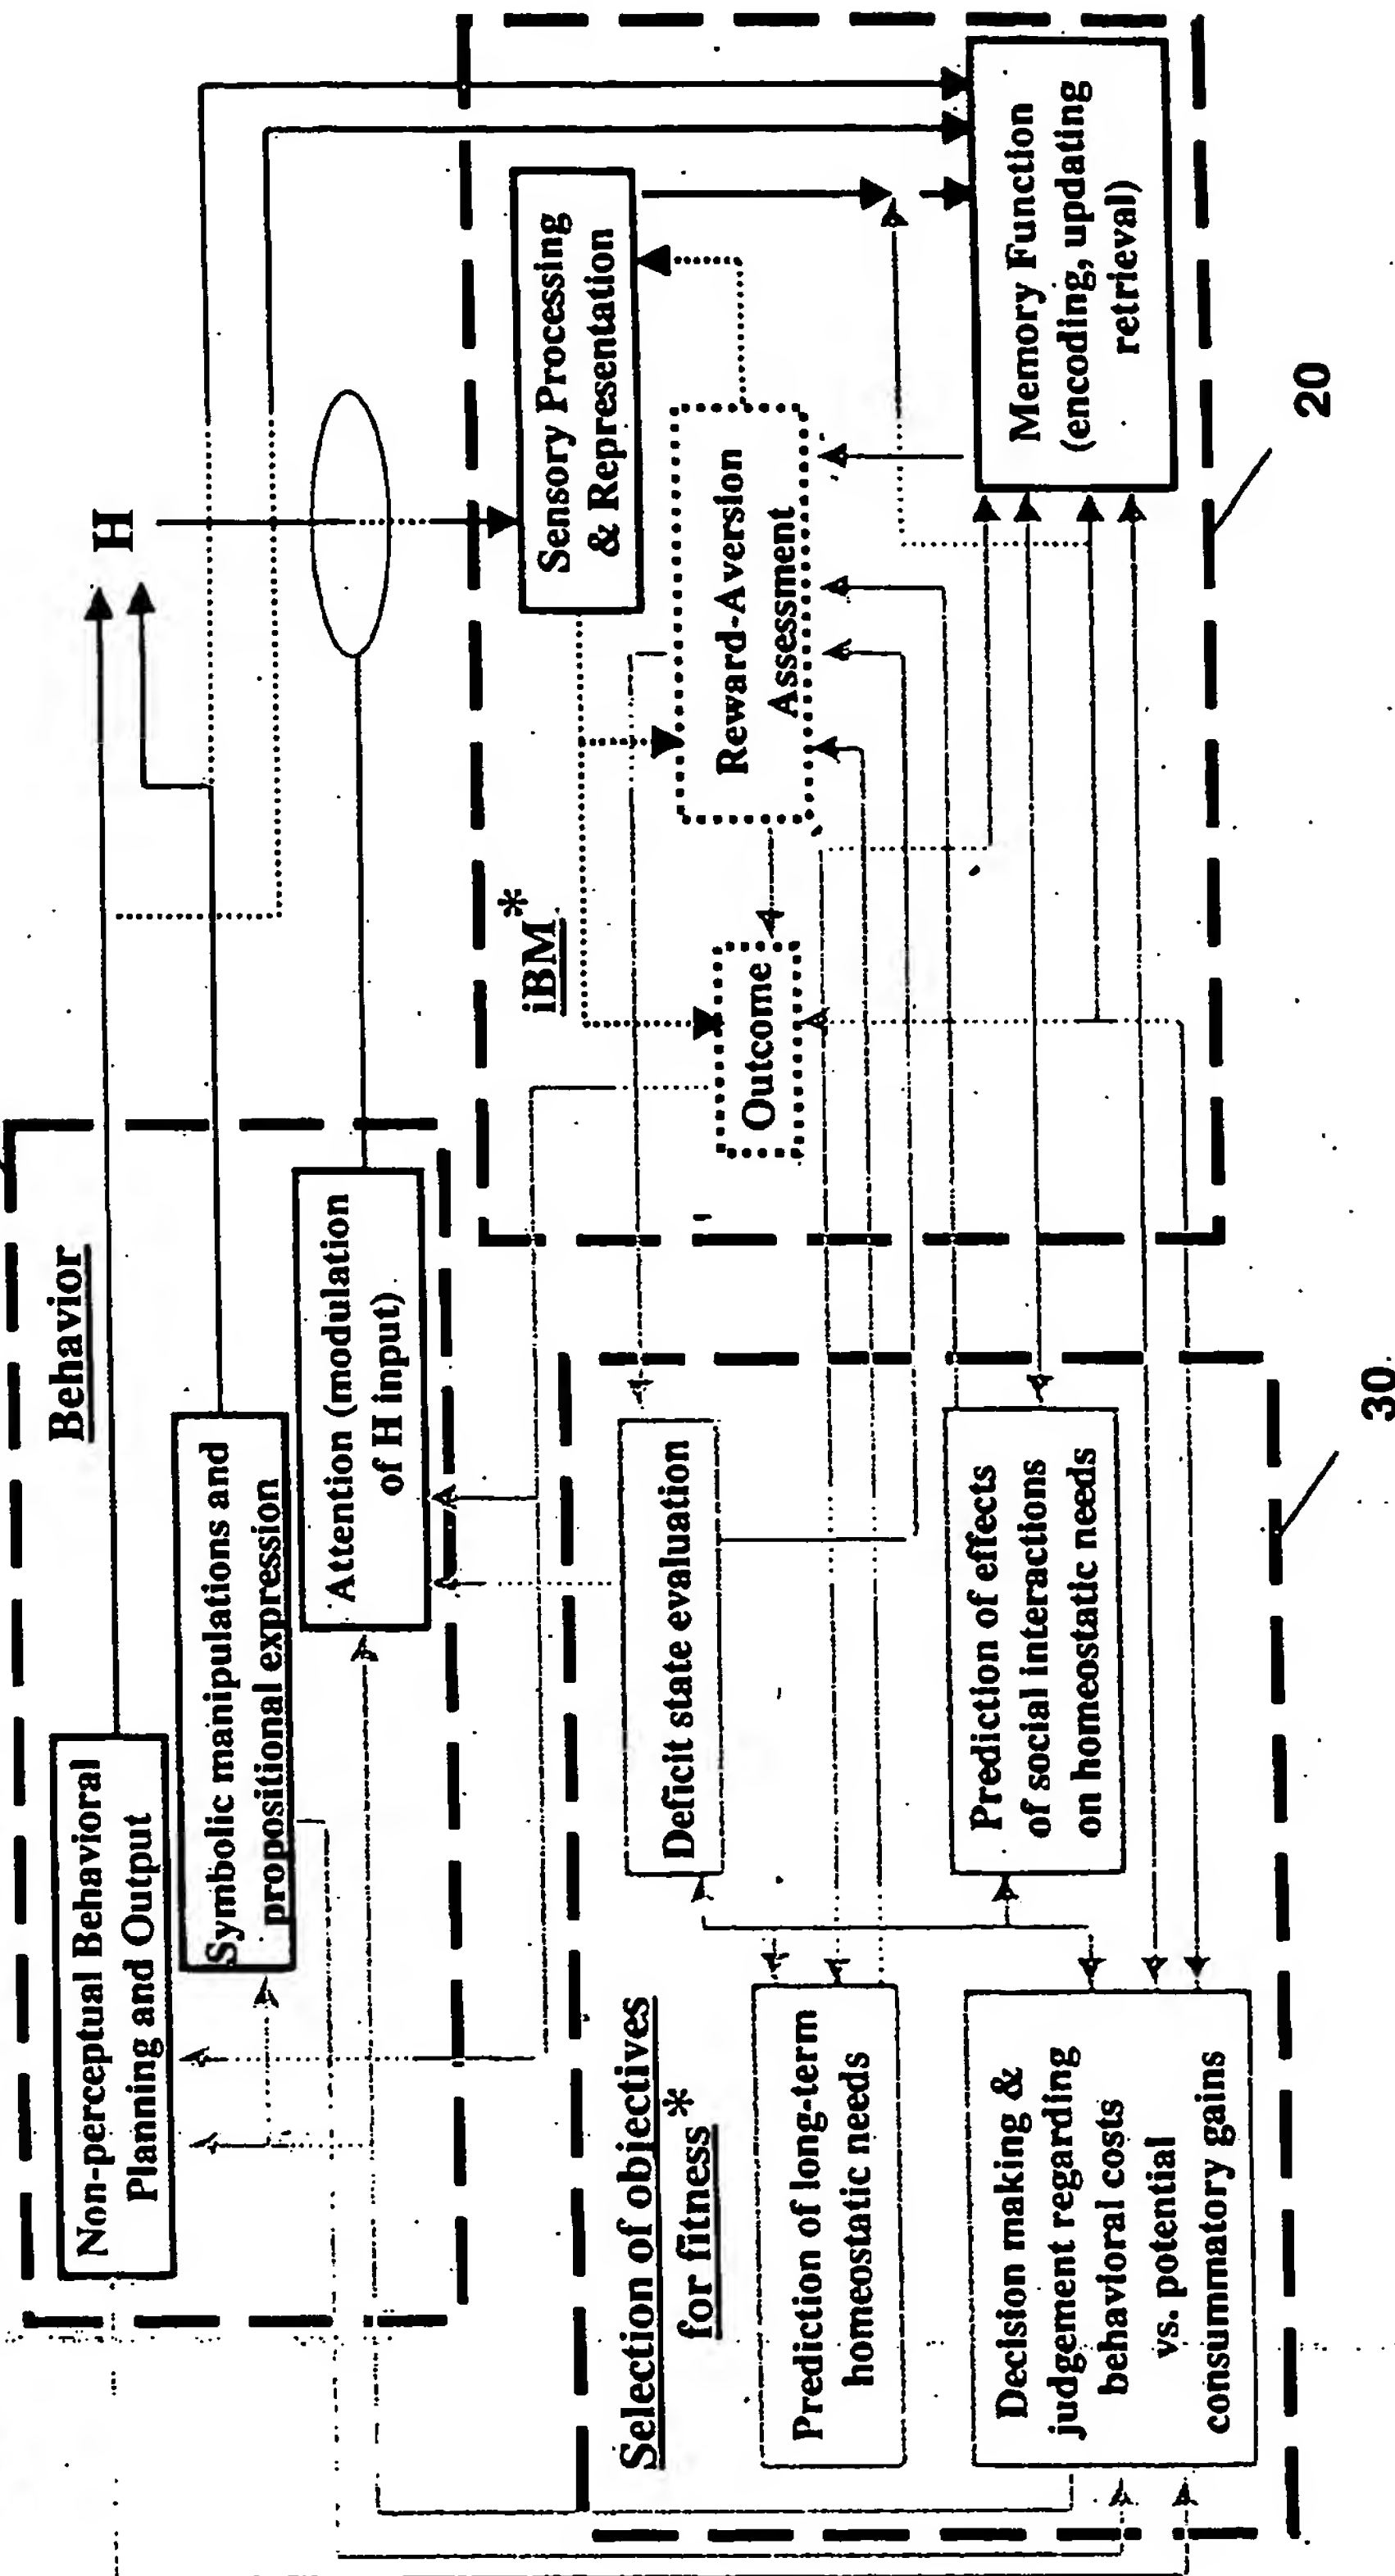 Behavior
Non-perceptual Behavioral
Planning and Output
Symbolic manipulations and
propositional expression
Attention (modulation
of H input)
H
iBM*
Sensory Processing
& Representation
Reward-Aversion
Assessment
Outcome
Memory Function
(encoding, updating
retrieval)
20
Selection of objectives
for fitness*
Deficit state evaluation
Prediction of long-term
homeostatic needs
Prediction of effects
of social interactions
on homeostatic needs
Decision making &
judgement regarding
behavioral costs
vs. potential
consummatory gains
30